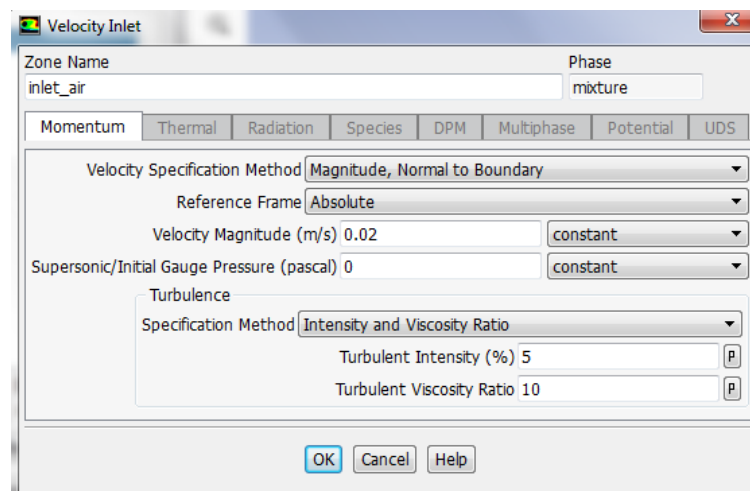 Velocity Inlet
Zone Name Phase
inlet_air mixture
Momentum Thermal Radiation Species DPM Multiphase Potential UDS
Velocity Specification Method Magnitude, Normal to Boundary
Reference Frame Absolute
Velocity Magnitude (m/s) 0.02 constant
Supersonic/Initial Gauge Pressure (pascal) 0 constant
Turbulence
Specification Method Intensity and Viscosity Ratio
Turbulent Intensity (%) 5 P
Turbulent Viscosity Ratio 10 P
OK Cancel Help